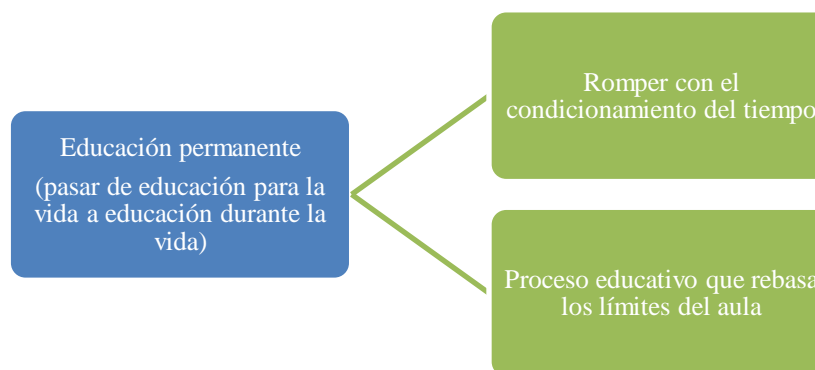 Educación permanente
(pasar de educación para la
vida a educación durante la
vida)
Romper con el
condicionamiento del tiempo
Proceso educativo que rebasa
los límites del aula